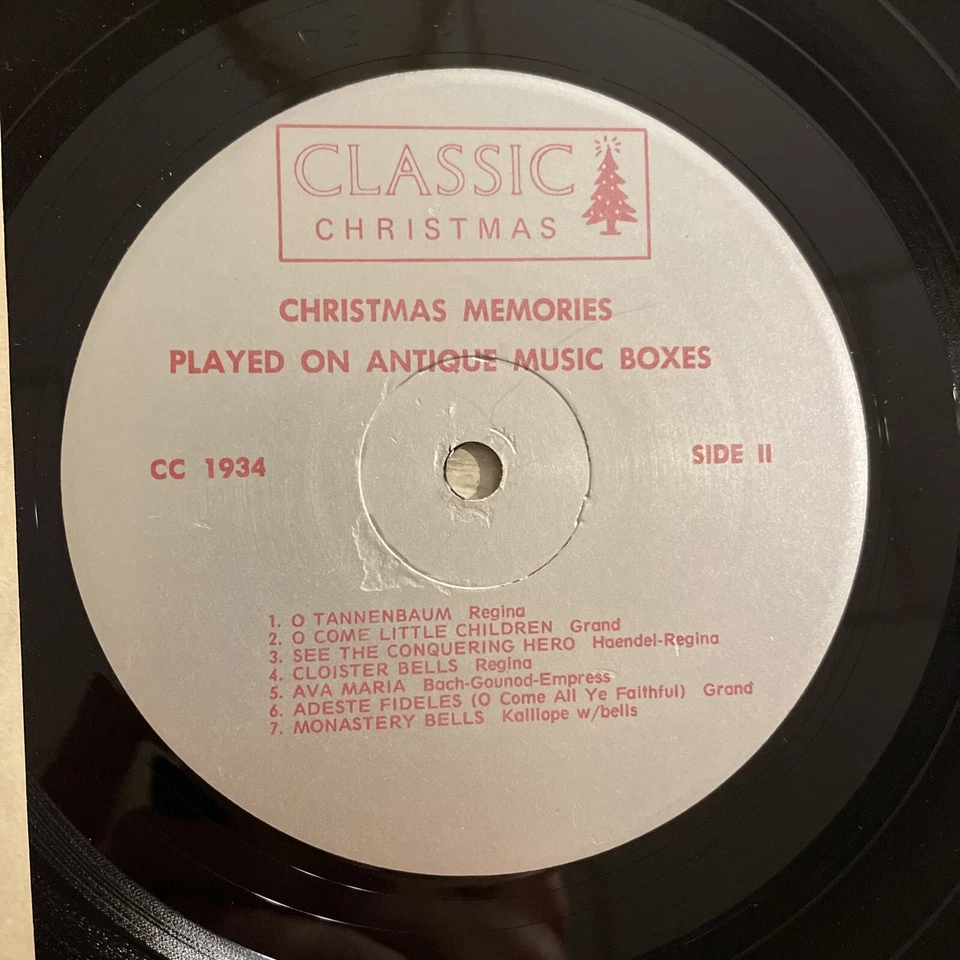 CLASSIC
CHRISTMAS
CHRISTMAS MEMORIES
PLAYED ON ANTIQUE MUSIC BOXES
CC 1934
SIDE II
1. O TANNENBAUM Regina
2. O COME LITTLE CHILDREN Grand
3. SEE THE CONQUERING HERO Haendel-Regina
4. CLOISTER BELLS Regina
5. AVA MARIA Bach-Gounod-Empress
6. ADESTE FIDELES (O Come All Ye Faithful) Grand
7. MONASTERY BELLS Kalliope w/bells